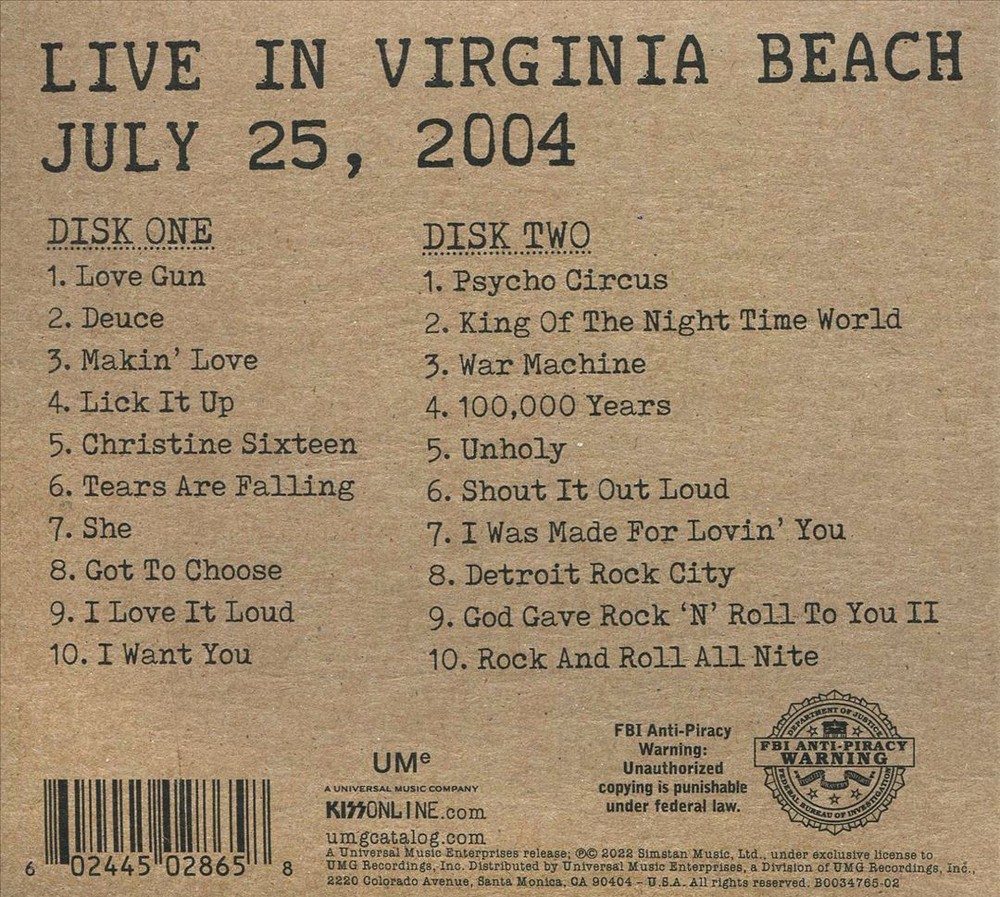 LIVE IN VIRGINIA BEACH
JULY 25, 2004
DISK ONE
1. Love Gun
2. Deuce
3. Makin' Love
4. Lick It Up
5. Christine Sixteen
6. Tears Are Falling
7. She
8. Got To Choose
9. I Love It Loud
10. I Want You
DISK TWO
1. Psycho Circus
2. King Of The Night Time World
3. War Machine
4. 100,000 Years
5. Unholy
6. Shout It Out Loud
7. I Was Made For Lovin' You
8. Detroit Rock City
9. God Gave Rock 'N' Roll To You II
10. Rock And Roll All Nite
6 02445 02865 8
UMe
A UNIVERSAL MUSIC COMPANY
KISSONLINE.com
umgcatalog.com
A Universal Music Enterprises release; ℗© 2022 Simstan Music, Ltd., under exclusive license to
UMG Recordings, Inc. Distributed by Universal Music Enterprises, a Division of UMG Recordings, Inc.,
2220 Colorado Avenue, Santa Monica, CA 90404 - U.S.A. All rights reserved. B0034765-02
FBI Anti-Piracy
Warning:
Unauthorized
copying is punishable
under federal law.
DEPARTMENT OF JUSTICE
FBI ANTI-PIRACY
WARNING
FEDERAL BUREAU OF INVESTIGATION